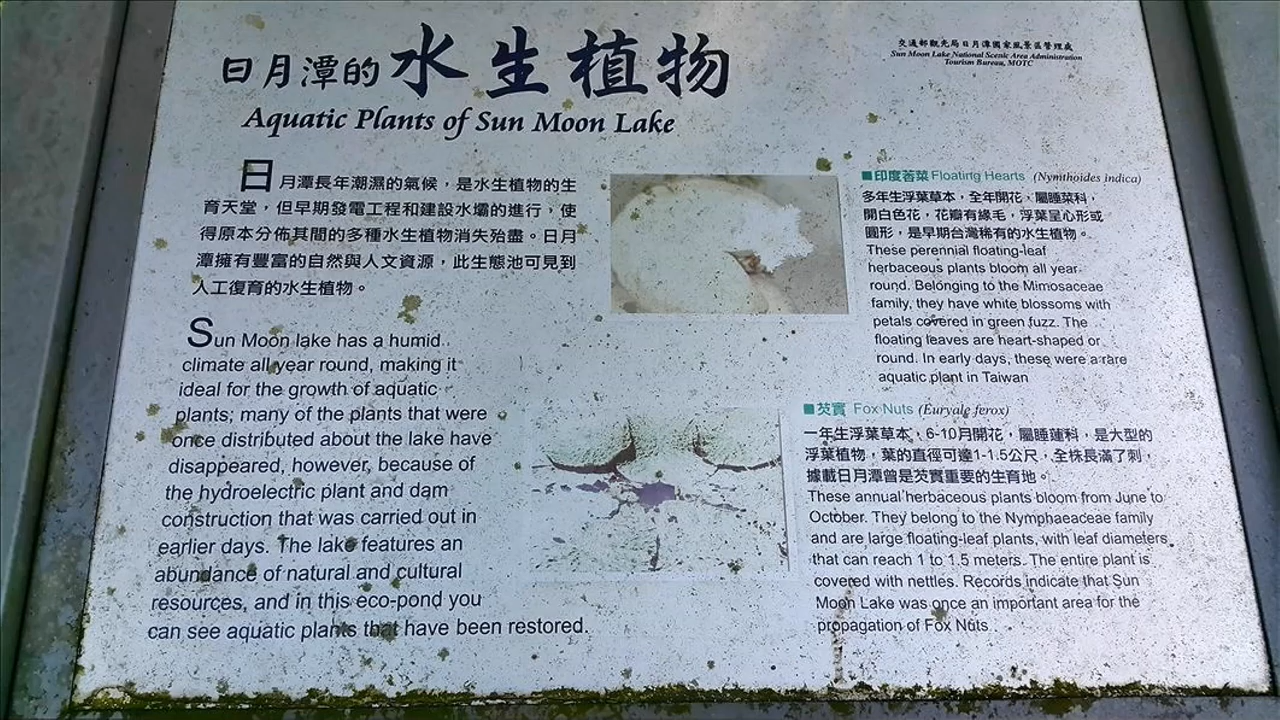 日月潭的水生植物
Aquatic Plants of Sun Moon Lake
交通部觀光局日月潭國家風景區管理處
Sun Moon Lake National Scenic Area Administration
Tourism Bureau, MOTC
日月潭長年潮濕的氣候，是水生植物的生
育天堂，但早期發電工程和建設水壩的進行，使
得原本分佈其間的多種水生植物消失殆盡。日月
潭擁有豐富的自然與人文資源，此生態池可見到
人工復育的水生植物。
Sun Moon lake has a humid
climate all year round, making it
ideal for the growth of aquatic
plants; many of the plants that were
once distributed about the lake have
disappeared, however, because of
the hydroelectric plant and dam
construction that was carried out in
earlier days. The lake features an
abundance of natural and cultural
resources, and in this eco-pond you
can see aquatic plants that have been restored.
■印度莕菜 Floating Hearts (Nymthoides indica)
多年生浮葉草本，全年開花，屬睡菜科，
開白色花，花瓣有緣毛，浮葉呈心形或
圓形，是早期台灣稀有的水生植物。
These perennial floating-leaf
herbaceous plants bloom all year
round. Belonging to the Mimosaceae
family, they have white blossoms with
petals covered in green fuzz. The
floating leaves are heart-shaped or
round. In early days, these were a rare
aquatic plant in Taiwan
■芡實 Fox Nuts (Euryale ferox)
一年生浮葉草本，6-10月開花，屬睡蓮科，是大型的
浮葉植物，葉的直徑可達1-1.5公尺，全株長滿了刺，
據載日月潭曾是芡實重要的生育地。
These annual herbaceous plants bloom from June to
October. They belong to the Nymphaeaceae family
and are large floating-leaf plants, with leaf diameters
that can reach 1 to 1.5 meters. The entire plant is
covered with nettles. Records indicate that Sun
Moon Lake was once an important area for the
propagation of Fox Nuts.